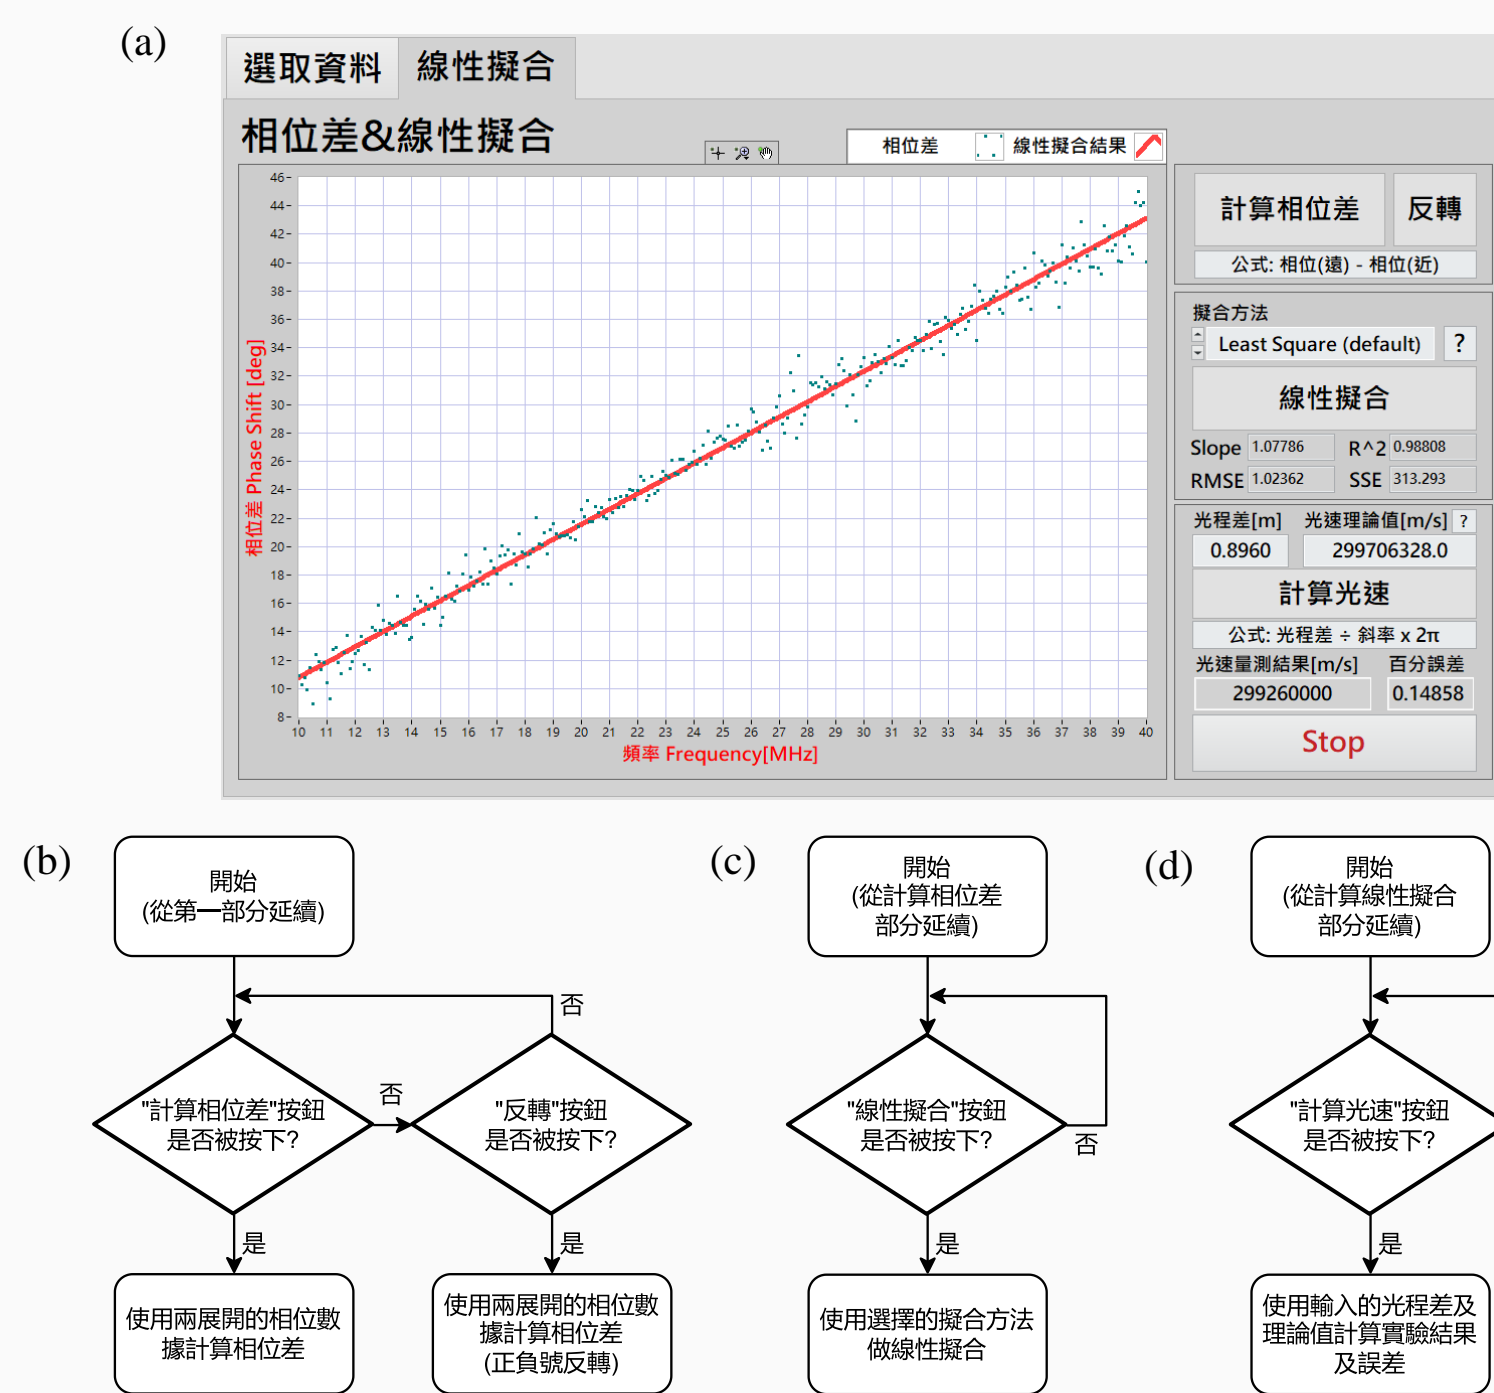 (a)
選取資料
線性擬合
相位差&線性擬合
相位差
線性擬合結果
46
44
42
40
38
36
34
32
30
28
26
24
22
20
18
16
14
12
10
8
相位差 Phase Shift [deg]
10 11 12 13 14 15 16 17 18 19 20 21 22 23 24 25 26 27 28 29 30 31 32 33 34 35 36 37 38 39 40
頻率 Frequency[MHz]
計算相位差
反轉
公式: 相位(遠) - 相位(近)
擬合方法
Least Square (default)
?
線性擬合
Slope 1.07786 R^2 0.98808
RMSE 1.02362 SSE 313.293
光程差[m] 光速理論值[m/s] ?
0.8960 299706328.0
計算光速
公式: 光程差 ÷ 斜率 x 2π
光速量測結果[m/s] 百分誤差
299260000 0.14858
Stop
(b)
開始
(從第一部分延續)
"計算相位差"按鈕
是否被按下?
否
"反轉"按鈕
是否被按下?
否
是
使用兩展開的相位數
據計算相位差
是
使用兩展開的相位數
據計算相位差
(正負號反轉)
(c)
開始
(從計算相位差
部分延續)
"線性擬合"按鈕
是否被按下?
否
是
使用選擇的擬合方法
做線性擬合
(d)
開始
(從計算線性擬合
部分延續)
"計算光速"按鈕
是否被按下?
是
使用輸入的光程差及
理論值計算實驗結果
及誤差